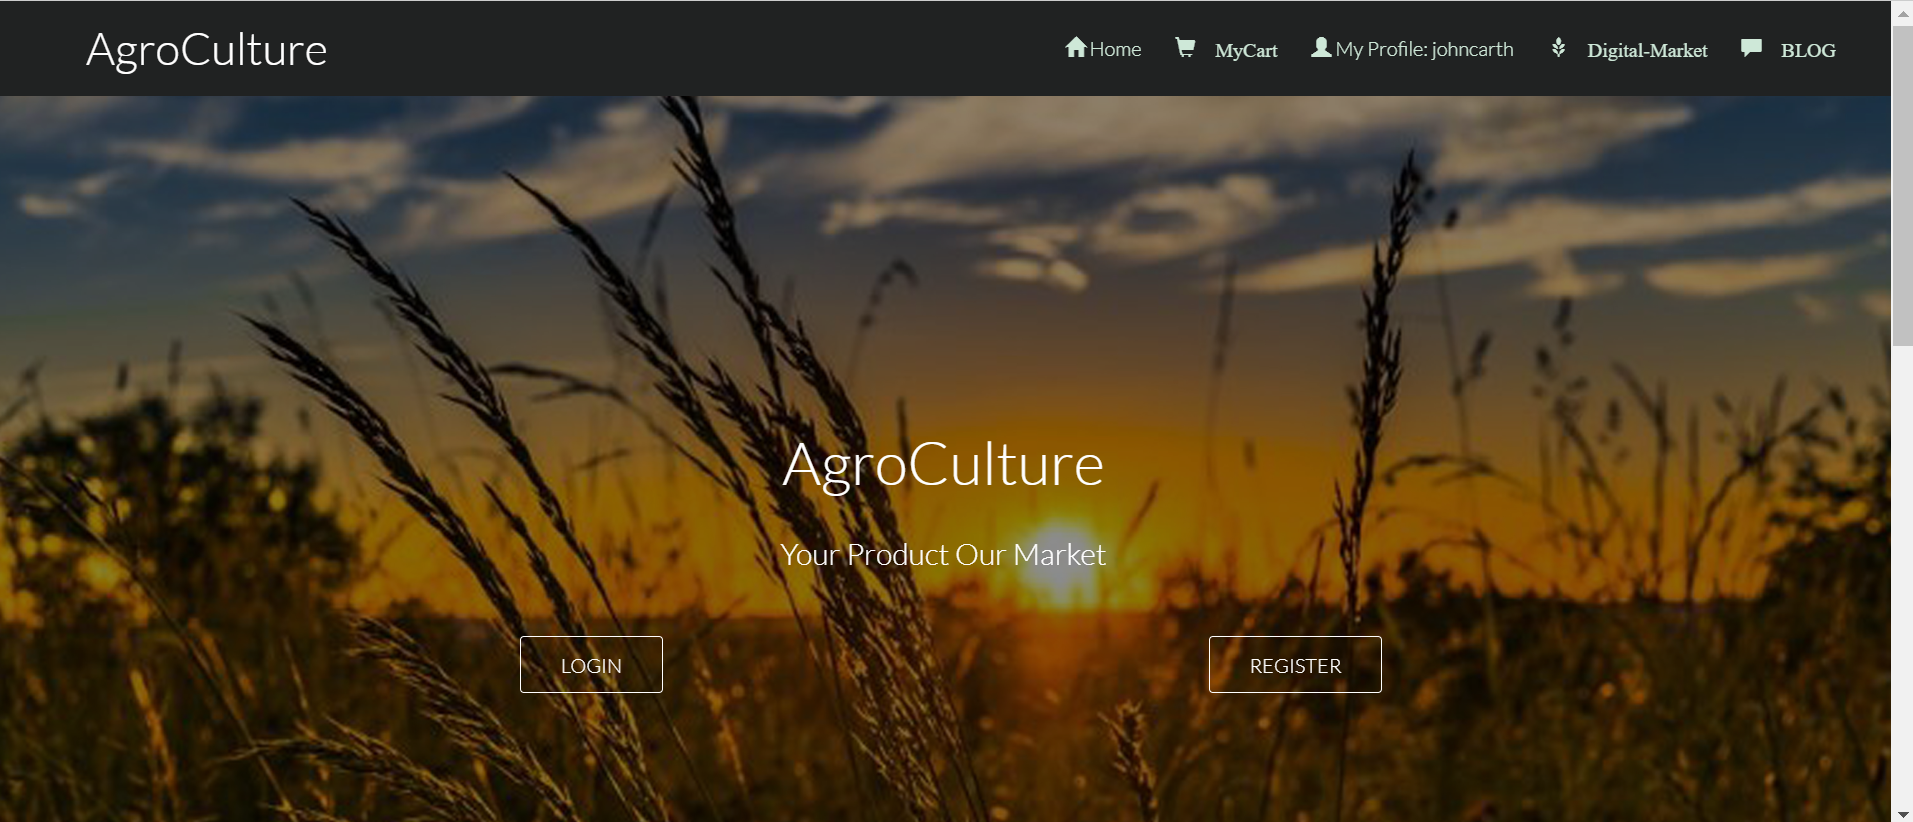 AgroCulture
Home MyCart My Profile: johncarth Digital-Market BLOG
AgroCulture
Your Product Our Market
LOGIN REGISTER